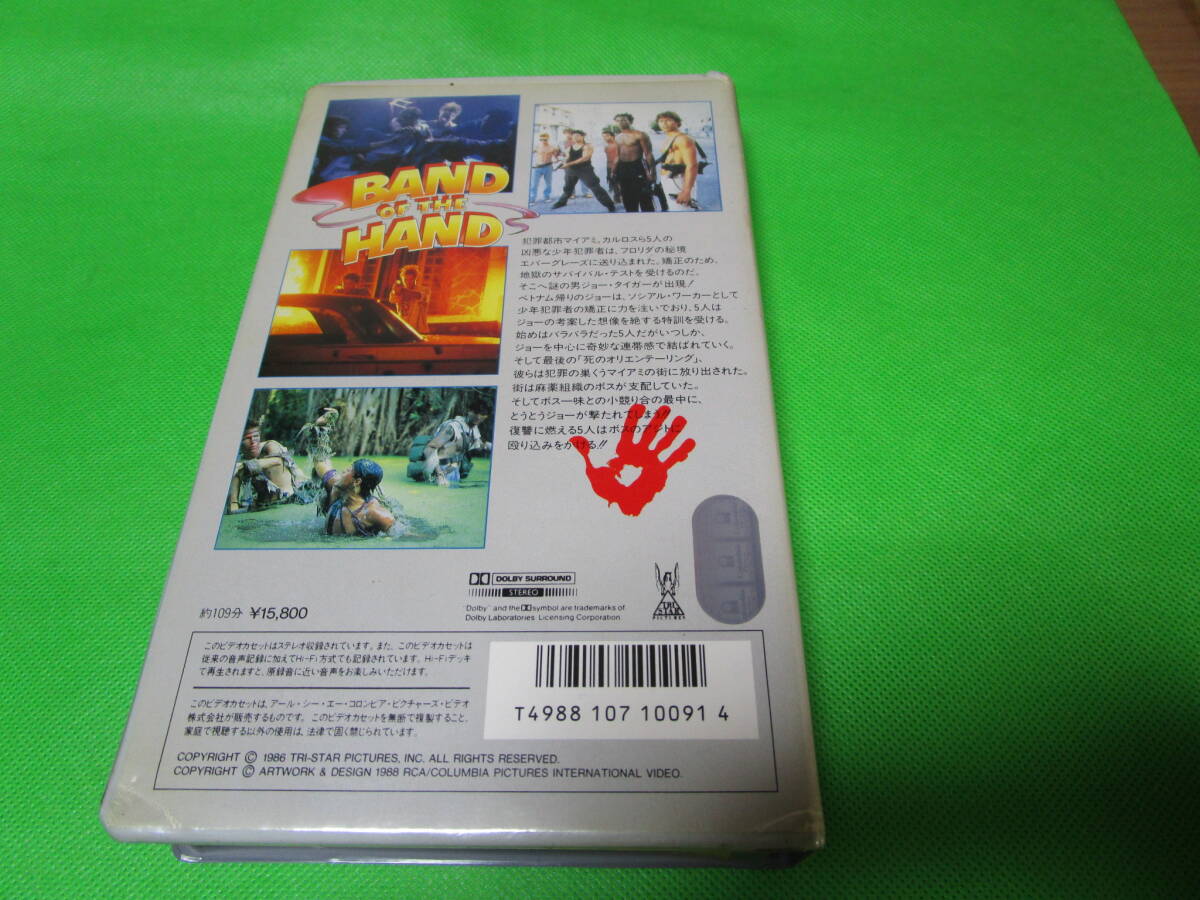 BAND
OF THE
HAND
犯罪都市マイアミ。カルロスら5人の
凶悪な少年犯罪者は、フロリダの秘境
エバーグレーズに送り込まれた。矯正のため、
地獄のサバイバル・テストを受けるのだ。
そこへ謎の男ジョー・タイガーが出現!
ベトナム帰りのジョーは、ソシアル・ワーカーとして
少年犯罪者の矯正に力を注いでおり、5人は
ジョーの考案した想像を絶する特訓を受ける。
始めはバラバラだった5人だがいつしか、
ジョーを中心に奇妙な連帯感で結ばれていく。
そして最後の「死のオリエンテーリング」、
彼らは犯罪の巣くうマイアミの街に放り出された。
街は麻薬組織のボスが支配していた。
そしてボス一味との小競り合の最中に、
とうとうジョーが撃たれてしまう!!
復讐に燃える5人はボスのアジトに
殴り込みをかける!!
DOLBY SURROUND
STEREO
"Dolby" and the symbol are trademarks of
Dolby Laboratories Licensing Corporation
TRI STAR
PICTURES
約109分 ¥15,800
このビデオカセットはステレオ収録されています。また、このビデオカセットは
従来の音声記録に加えてHi-Fi方式でも記録されています。Hi-Fiデッキ
で再生されますと、原録音に近い音声をお楽しみいただけます。
このビデオカセットは、アール・シー・エー・コロンビア・ピクチャーズ・ビデオ
株式会社が販売するものです。このビデオカセットを無断で複製すること、
家庭で視聴する以外の使用は、法律で固く禁じられています。
T4988 107 10091 4
COPYRIGHT © 1986 TRI-STAR PICTURES, INC. ALL RIGHTS RESERVED.
COPYRIGHT © ARTWORK & DESIGN 1988 RCA/COLUMBIA PICTURES INTERNATIONAL VIDEO.